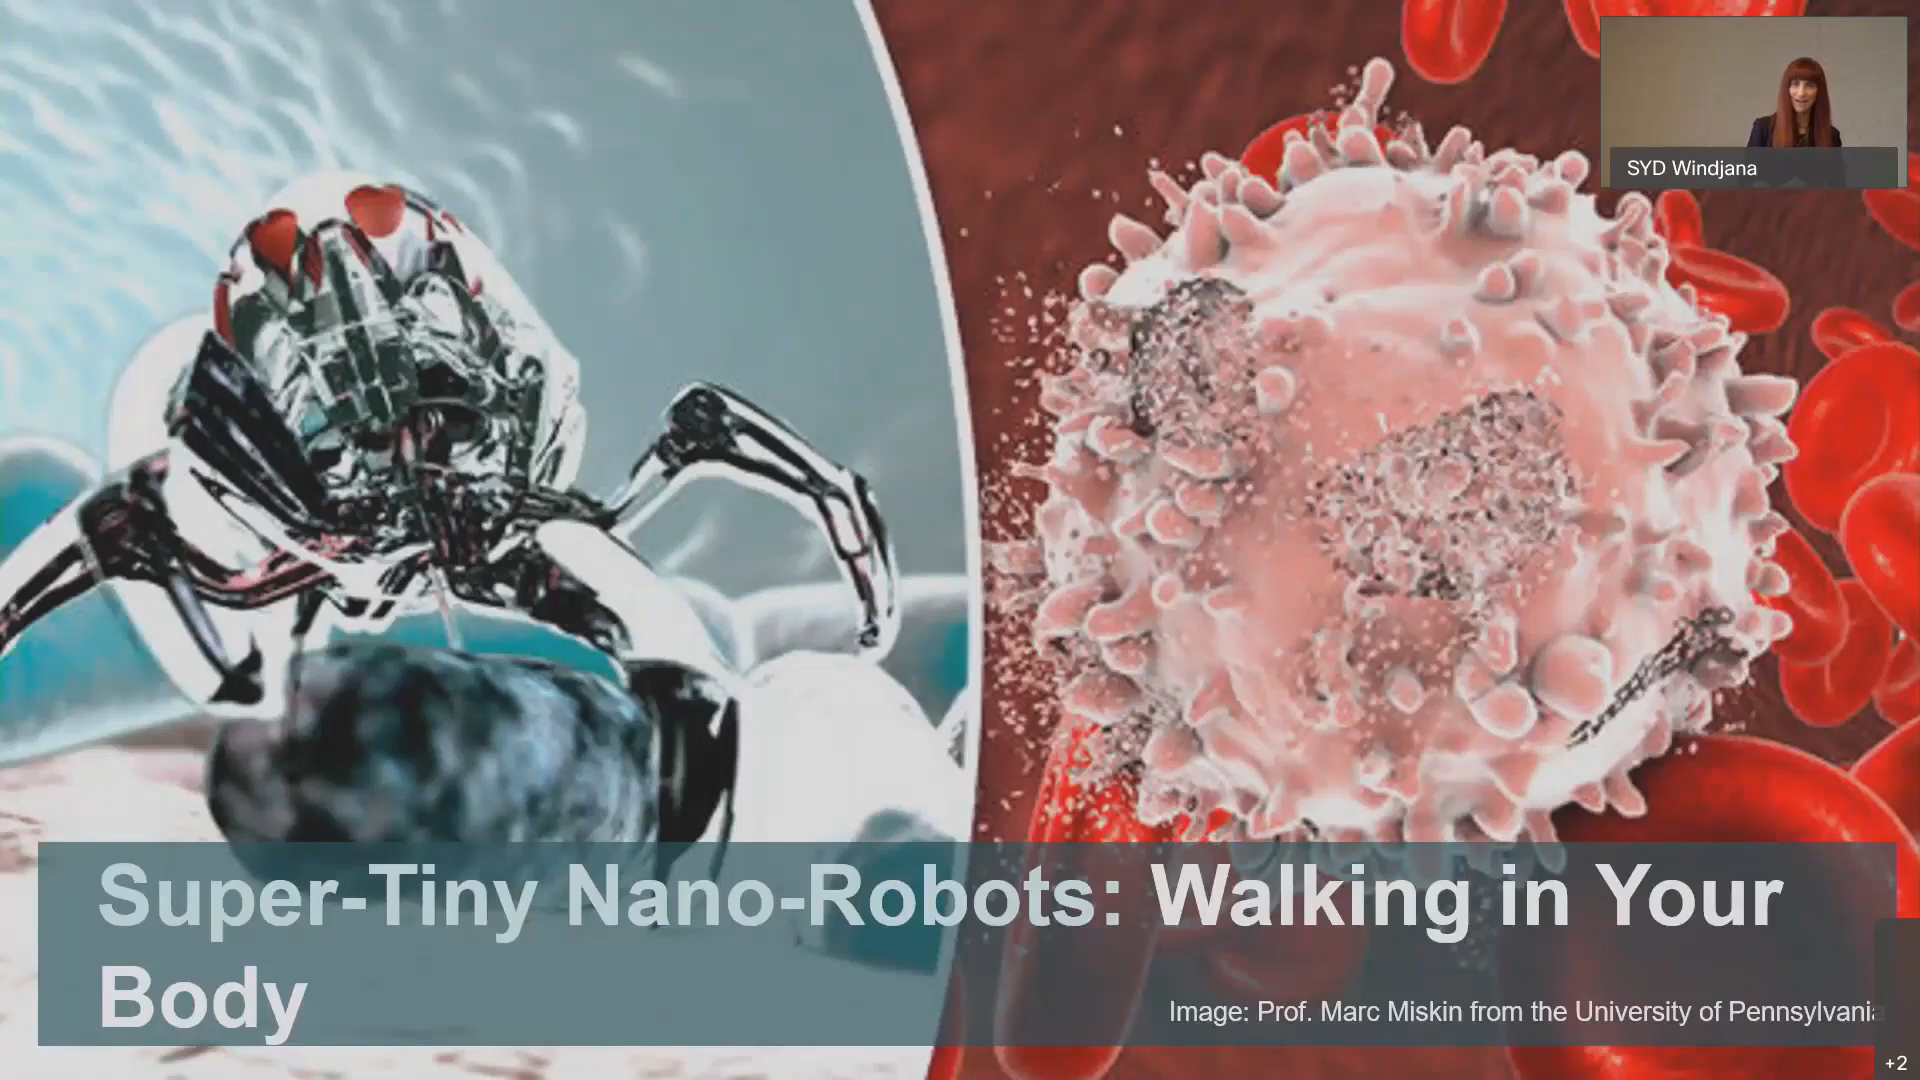 SYD Windjana
Super-Tiny Nano-Robots: Walking in Your
Body
Image: Prof. Marc Miskin from the University of Pennsylvania
+2